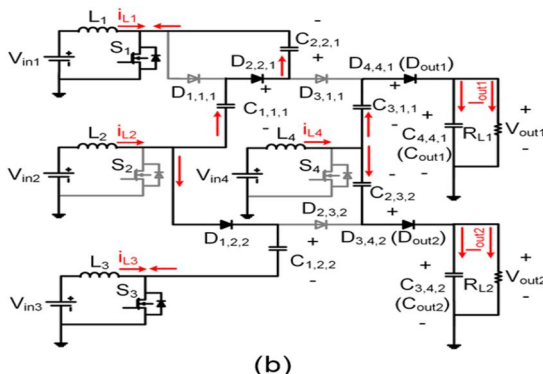 L1 iL1 - C2,2,1
S1
Vin1 D2,2,1 + D4,4,1 (Dout1)
D1,1,1 + D3,1,1 + Iout1
C1,1,1 C3,1,1 +
L2 iL2 - L4 iL4 - C4,4,1 RL1 Vout1
S2 S4 (Cout1) -
Vin2 Vin4 - -
C2,3,2
D1,2,2 D2,3,2 + D3,4,2 (Dout2)
+ Iout2
L3 iL3 C1,2,2 + +
S3 - C3,4,2 RL2 Vout2
Vin3 (Cout2) -
-
(b)